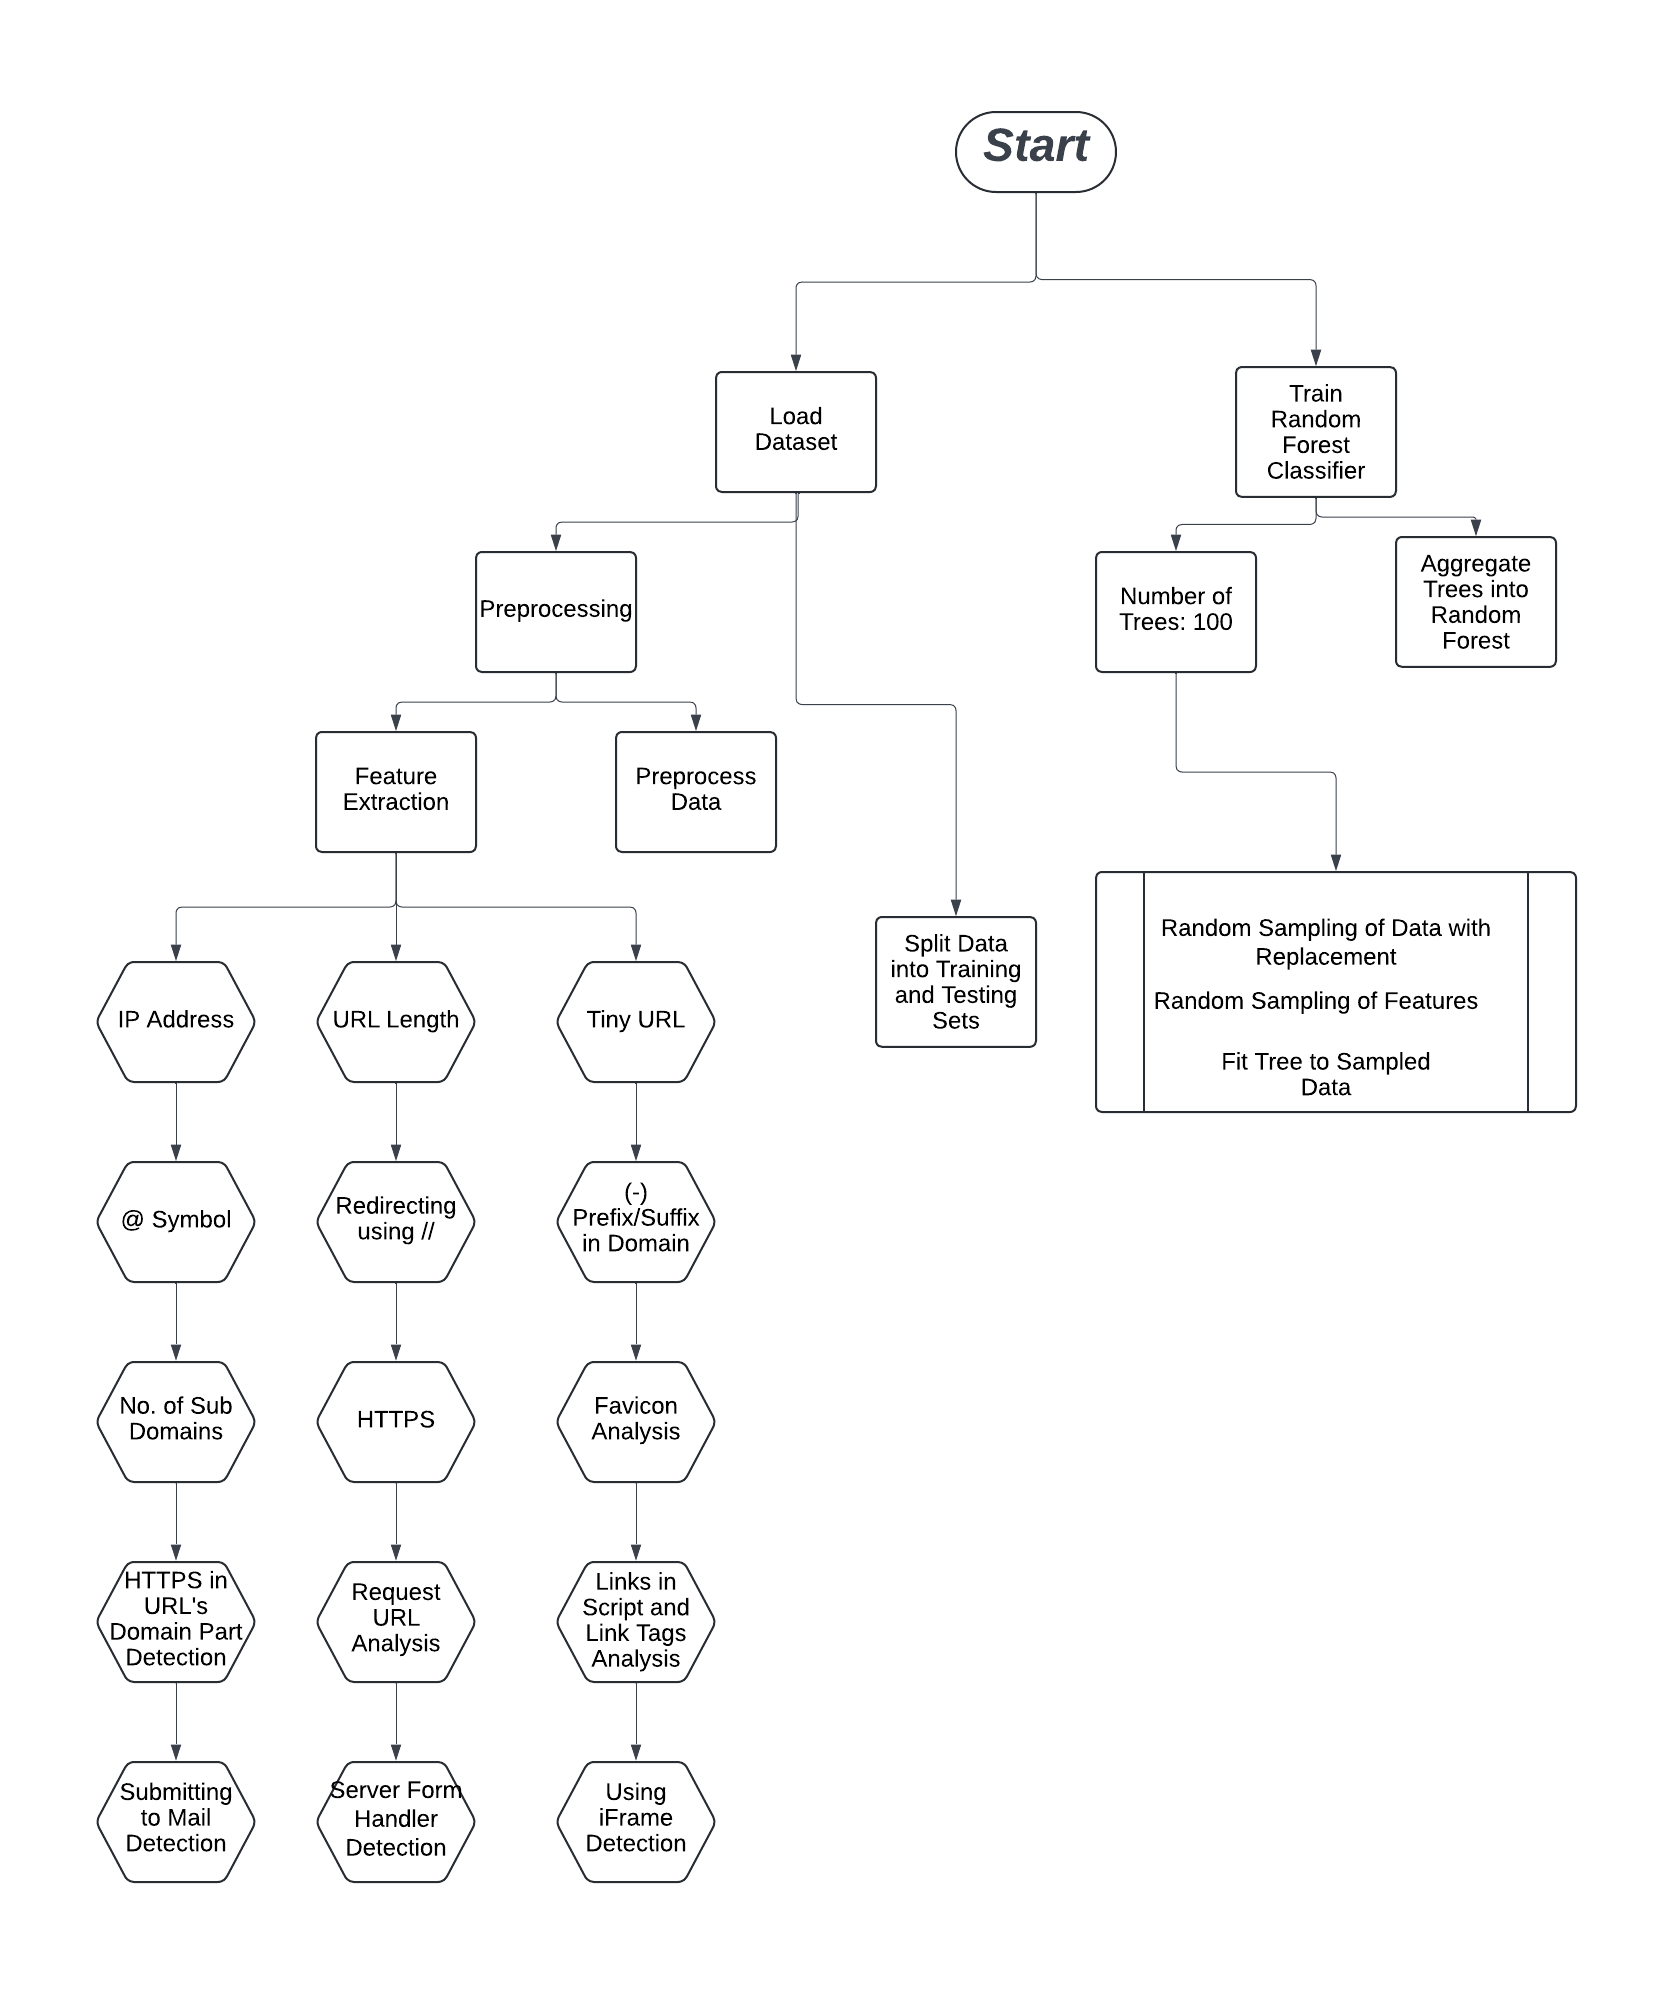 Start
Load
Dataset
Train
Random
Forest
Classifier
Preprocessing
Number of
Trees: 100
Aggregate
Trees into
Random
Forest
Feature
Extraction
Preprocess
Data
Split Data
into Training
and Testing
Sets
Random Sampling of Data with
Replacement
Random Sampling of Features
Fit Tree to Sampled
Data
IP Address
URL Length
Tiny URL
@ Symbol
Redirecting
using //
(-)
Prefix/Suffix
in Domain
No. of Sub
Domains
HTTPS
Favicon
Analysis
HTTPS in
URL's
Domain Part
Detection
Request
URL
Analysis
Links in
Script and
Link Tags
Analysis
Submitting
to Mail
Detection
Server Form
Handler
Detection
Using
iFrame
Detection